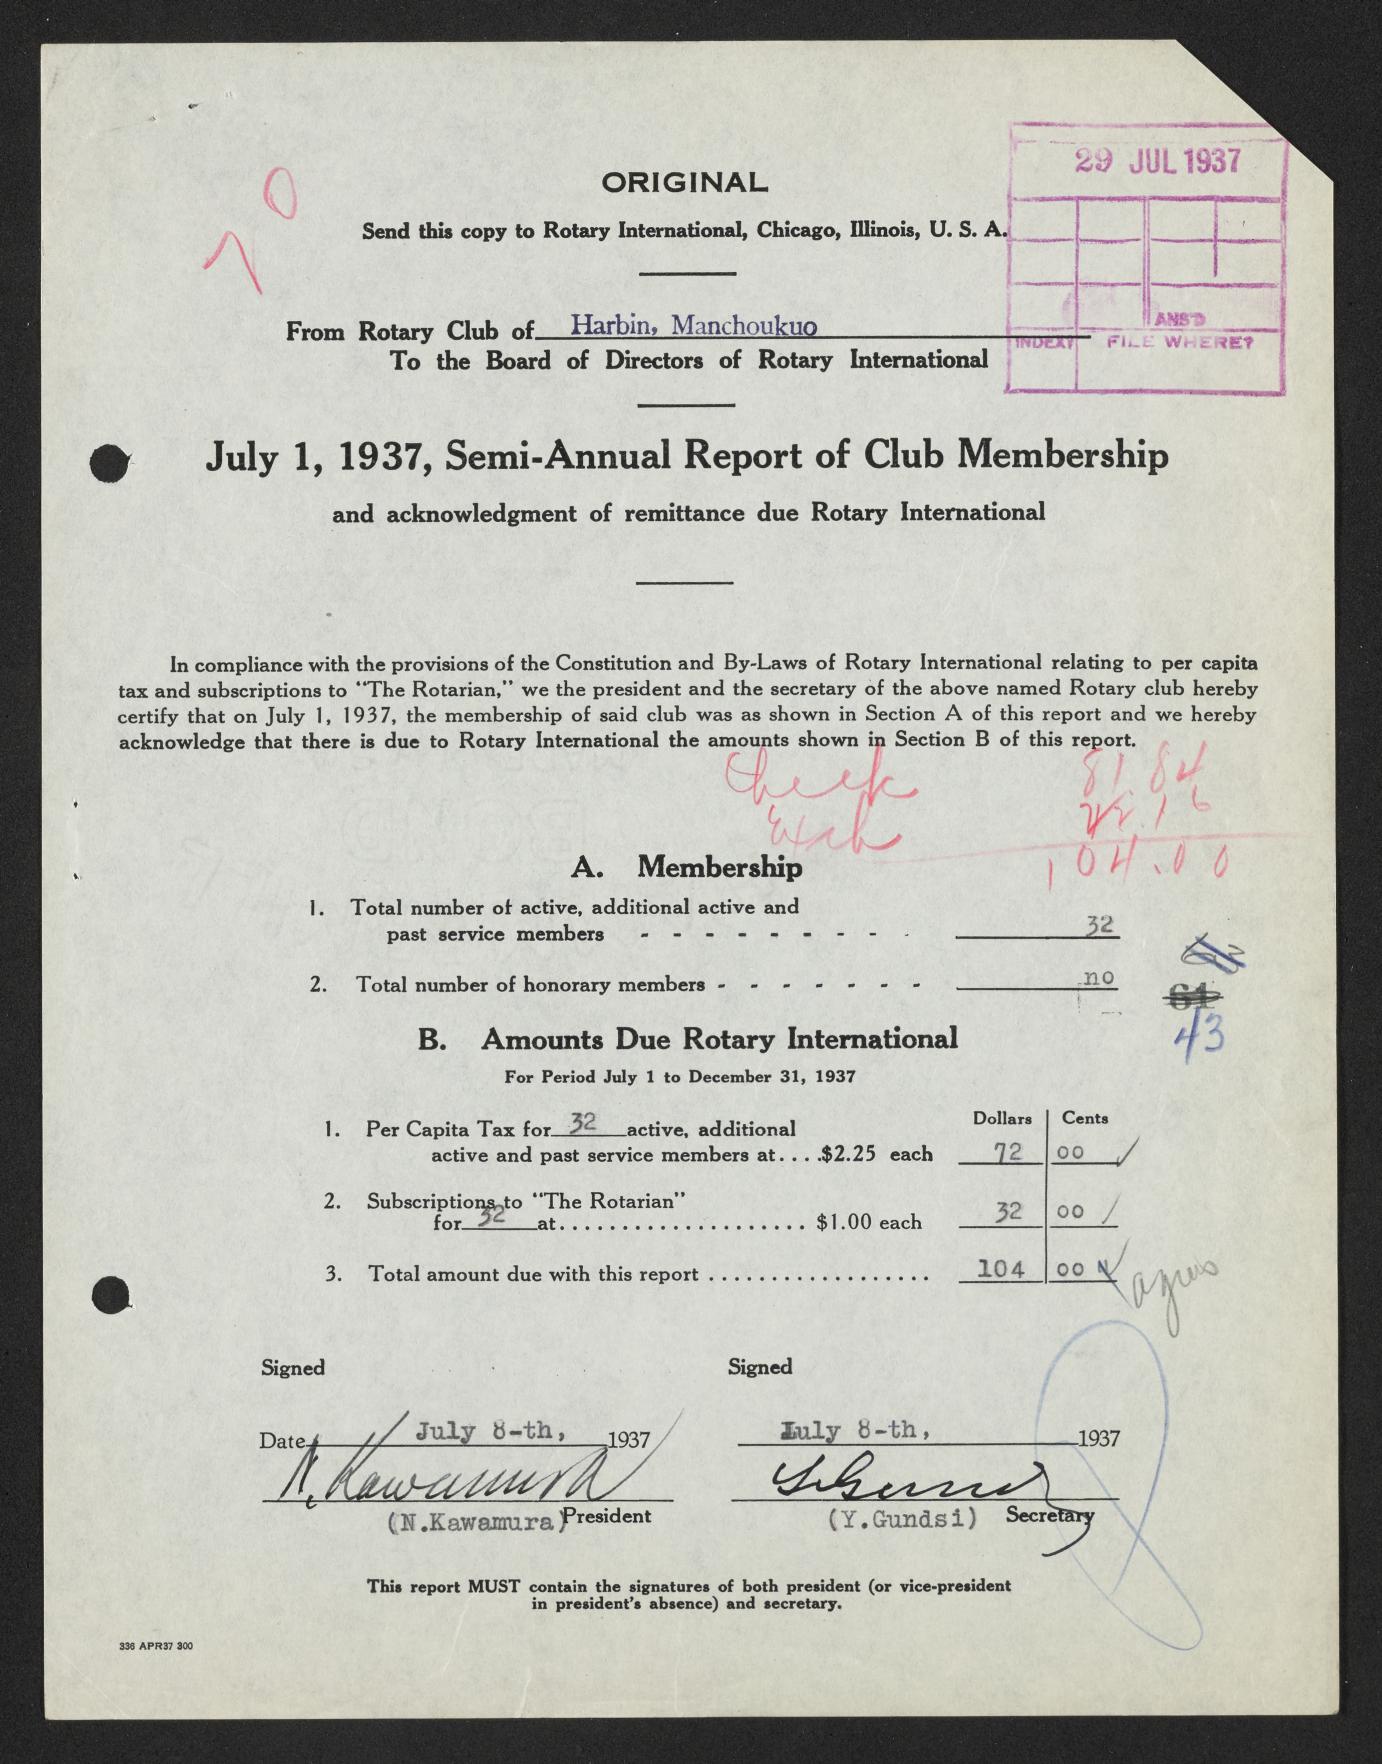 29 JUL 1937
ORIGINAL
Send this copy to Rotary International, Chicago, Illinois, U. S. A.
From Rotary Club of Harbin, Manchoukuo
ANS'D
INDEX? FILE WHERE?
To the Board of Directors of Rotary International
July 1, 1937, Semi-Annual Report of Club Membership
and acknowledgment of remittance due Rotary International
In compliance with the provisions of the Constitution and By-Laws of Rotary International relating to per capita
tax and subscriptions to "The Rotarian," we the president and the secretary of the above named Rotary club hereby
certify that on July 1, 1937, the membership of said club was as shown in Section A of this report and we hereby
acknowledge that there is due to Rotary International the amounts shown in Section B of this report.
Check 81.84
Exch 22.16
104.00
A. Membership
1. Total number of active, additional active and
past service members - - - - - - - - - 32
2. Total number of honorary members - - - - - - - no
61
43
B. Amounts Due Rotary International
For Period July 1 to December 31, 1937
Dollars Cents
1. Per Capita Tax for 32 active, additional
active and past service members at....$2.25 each 72 00
2. Subscriptions to "The Rotarian"
for 32 at.................... $1.00 each 32 00
3. Total amount due with this report .................. 104 00
agrees
Signed Signed
Date July 8-th, 1937 Iuly 8-th, 1937
N. Kawamura
(N.Kawamura) President (Y.Gundsi) Secretary
This report MUST contain the signatures of both president (or vice-president
in president's absence) and secretary.
336 APR37 300